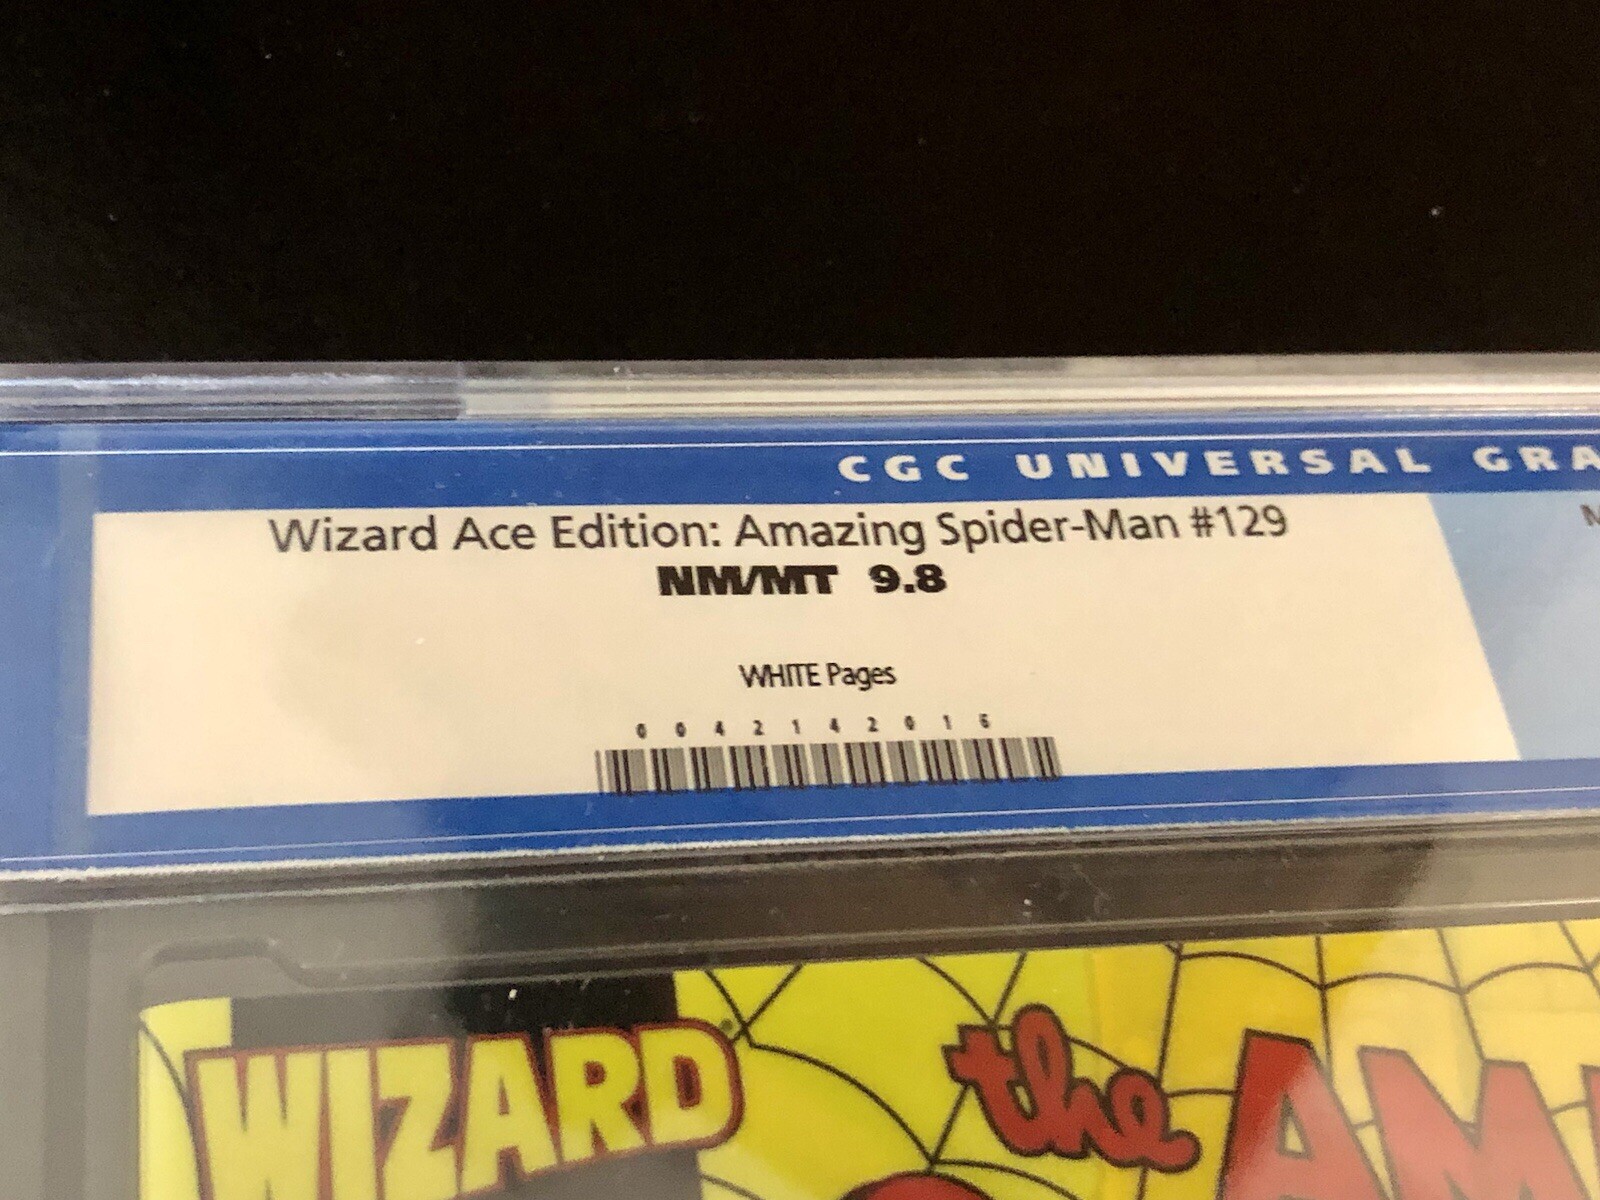 CGC UNIVERSAL GRA
Wizard Ace Edition: Amazing Spider-Man #129
NM/MT 9.8
WHITE Pages
0042142016
WIZARD
the AM